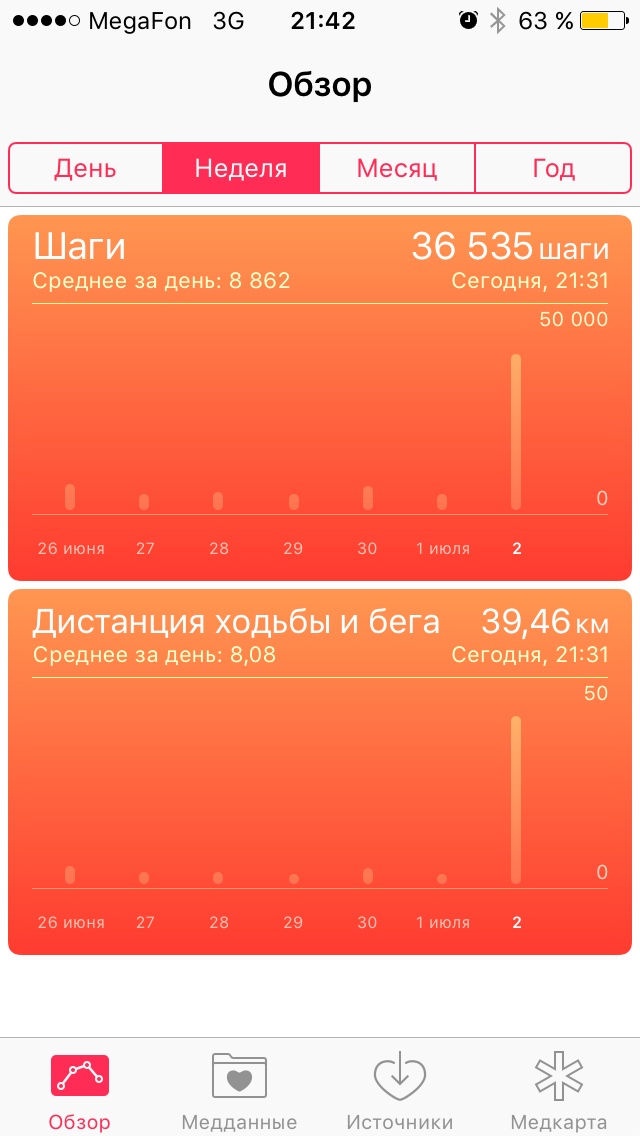 MegaFon 3G 21:42 63 %
Обзор
День Неделя Месяц Год
Шаги 36 535 шаги
Среднее за день: 8 862 Сегодня, 21:31
50 000
0
26 июня 27 28 29 30 1 июля 2
Дистанция ходьбы и бега 39,46 км
Среднее за день: 8,08 Сегодня, 21:31
50
0
26 июня 27 28 29 30 1 июля 2
Обзор Медданные Источники Медкарта